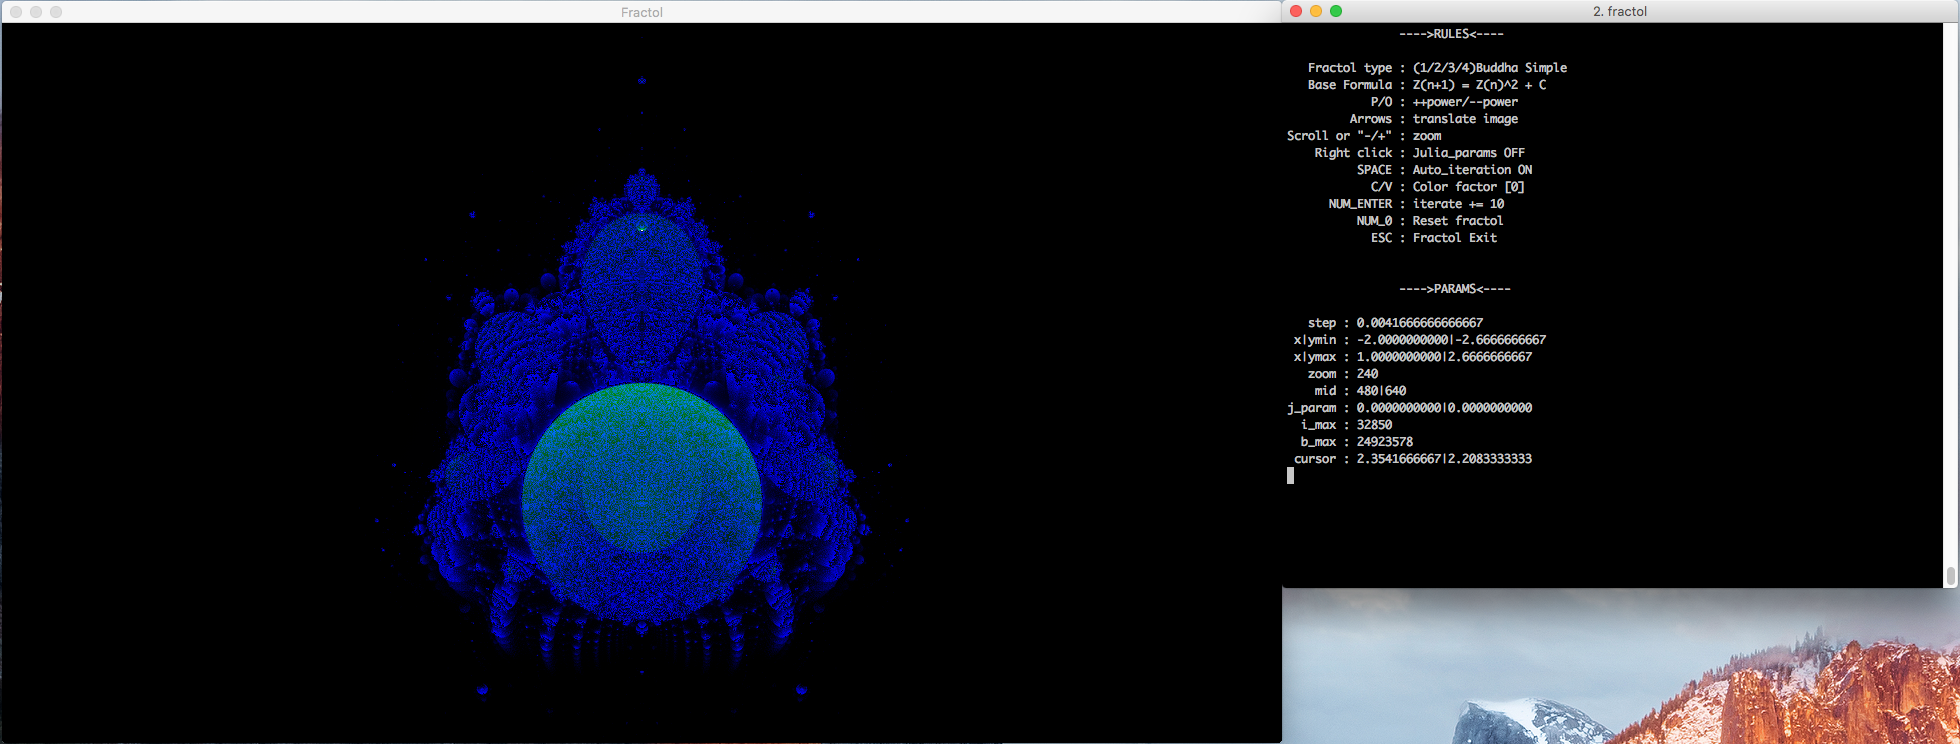 Fractol
2. fractol
---->RULES<----
Fractol type : (1/2/3/4)Buddha Simple
Base Formula : Z(n+1) = Z(n)^2 + C
P/O : ++power/--power
Arrows : translate image
Scroll or "-/+" : zoom
Right click : Julia_params OFF
SPACE : Auto_iteration ON
C/V : Color factor [0]
NUM_ENTER : iterate += 10
NUM_0 : Reset fractol
ESC : Fractol Exit
---->PARAMS<----
step : 0.0041666666666667
x|ymin : -2.0000000000|-2.6666666667
x|ymax : 1.0000000000|2.6666666667
zoom : 240
mid : 480|640
j_param : 0.0000000000|0.0000000000
i_max : 32850
b_max : 24923578
cursor : 2.3541666667|2.2083333333